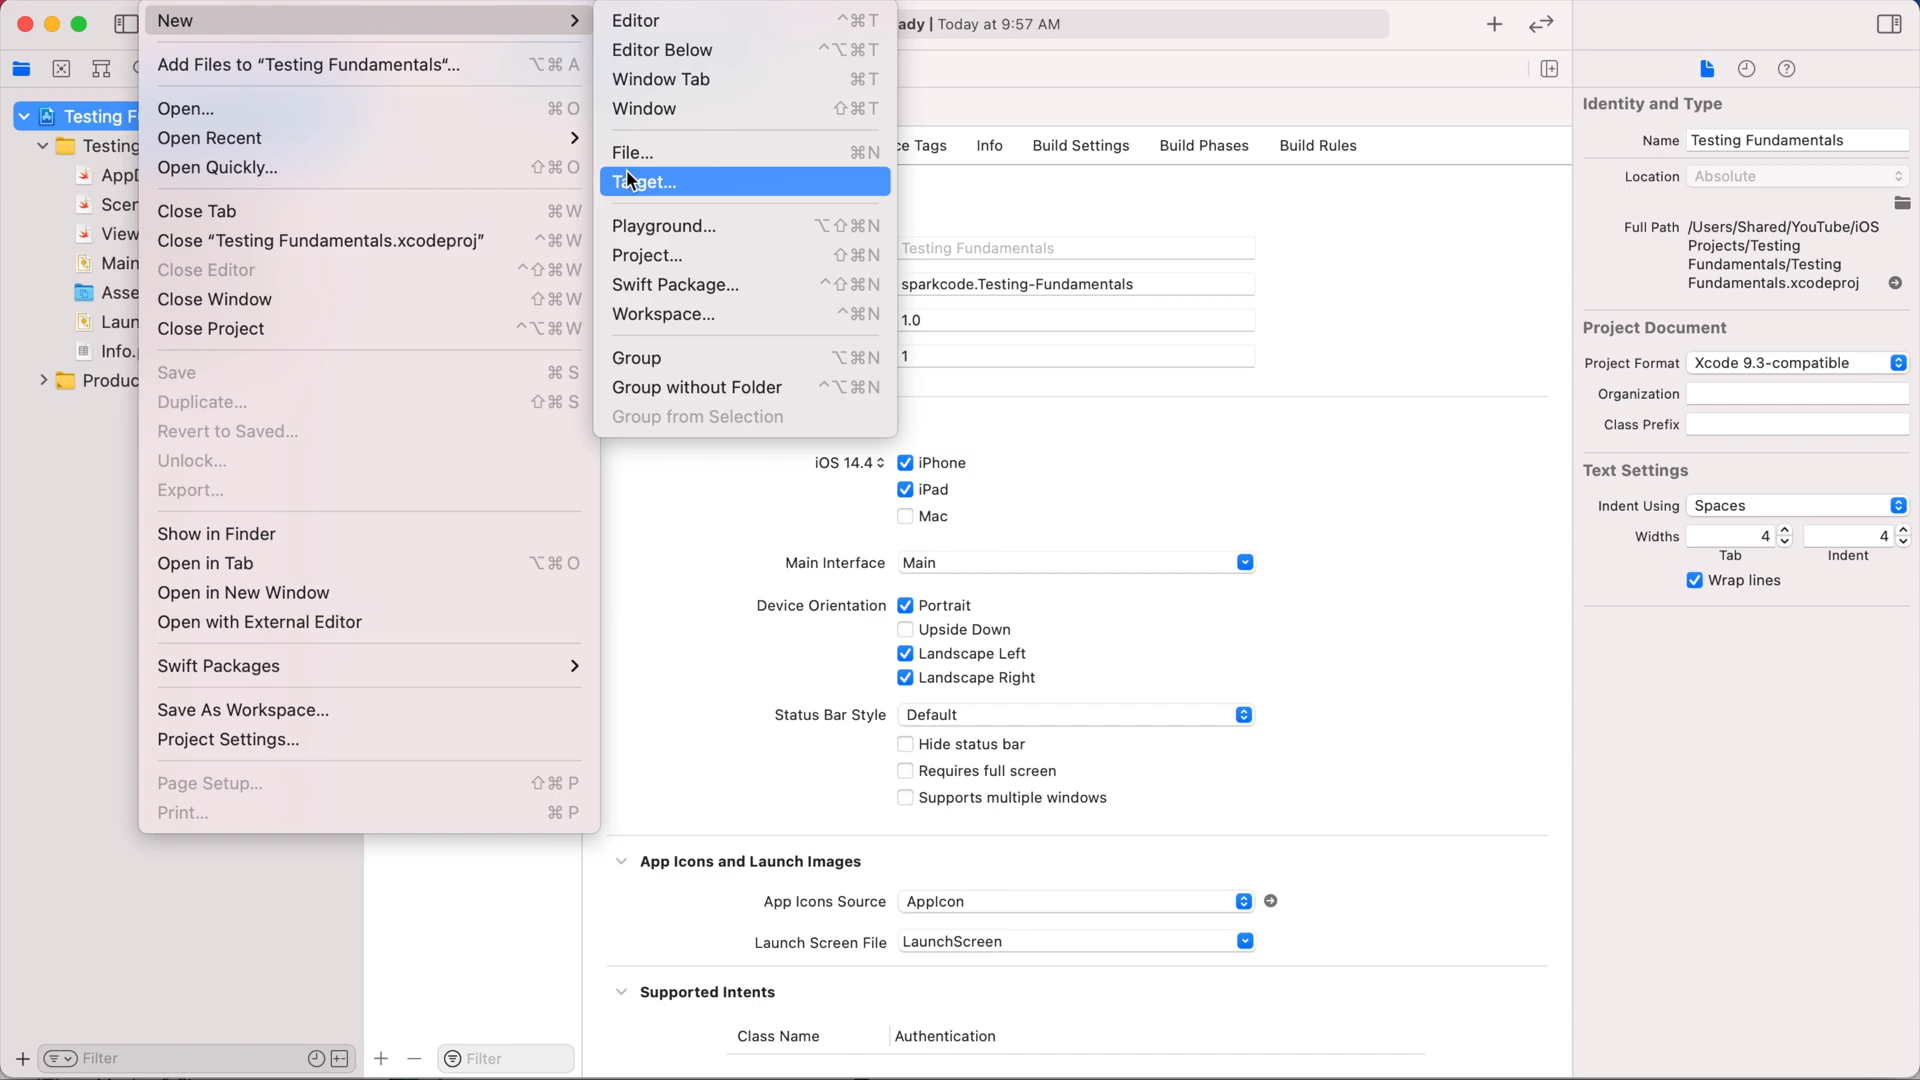 New
Add Files to “Testing Fundamentals“... ⌥⌘A
Open... ⌘O
Open Recent
Open Quickly... ⇧⌘O
Close Tab ⌘W
Close “Testing Fundamentals.xcodeproj” ^⌘W
Close Editor ^⇧⌘W
Close Window ⇧⌘W
Close Project ^⌥⌘W
Save ⌘S
Duplicate... ⇧⌘S
Revert to Saved...
Unlock...
Export...
Show in Finder
Open in Tab ⌥⌘O
Open in New Window
Open with External Editor
Swift Packages
Save As Workspace...
Project Settings...
Page Setup... ⇧⌘P
Print... ⌘P
Editor ^⌘T
Editor Below ^⌥⌘T
Window Tab ⌘T
Window ⇧⌘T
File... ⌘N
Target...
Playground... ⌥⇧⌘N
Project... ⇧⌘N
Swift Package... ^⇧⌘N
Workspace... ^⌘N
Group ⌥⌘N
Group without Folder ^⌥⌘N
Group from Selection
ady | Today at 9:57 AM
Testing F
Testing
AppD
Scen
View
Main
Asse
Laun
Info.
Produc
Filter
Filter
ce Tags Info Build Settings Build Phases Build Rules
Testing Fundamentals
sparkcode.Testing-Fundamentals
1.0
1
iOS 14.4 iPhone
iPad
Mac
Main Interface Main
Device Orientation Portrait
Upside Down
Landscape Left
Landscape Right
Status Bar Style Default
Hide status bar
Requires full screen
Supports multiple windows
App Icons and Launch Images
App Icons Source AppIcon
Launch Screen File LaunchScreen
Supported Intents
Class Name Authentication
Identity and Type
Name Testing Fundamentals
Location Absolute
Full Path /Users/Shared/YouTube/iOS
Projects/Testing
Fundamentals/Testing
Fundamentals.xcodeproj
Project Document
Project Format Xcode 9.3-compatible
Organization
Class Prefix
Text Settings
Indent Using Spaces
Widths 4 4
Tab Indent
Wrap lines